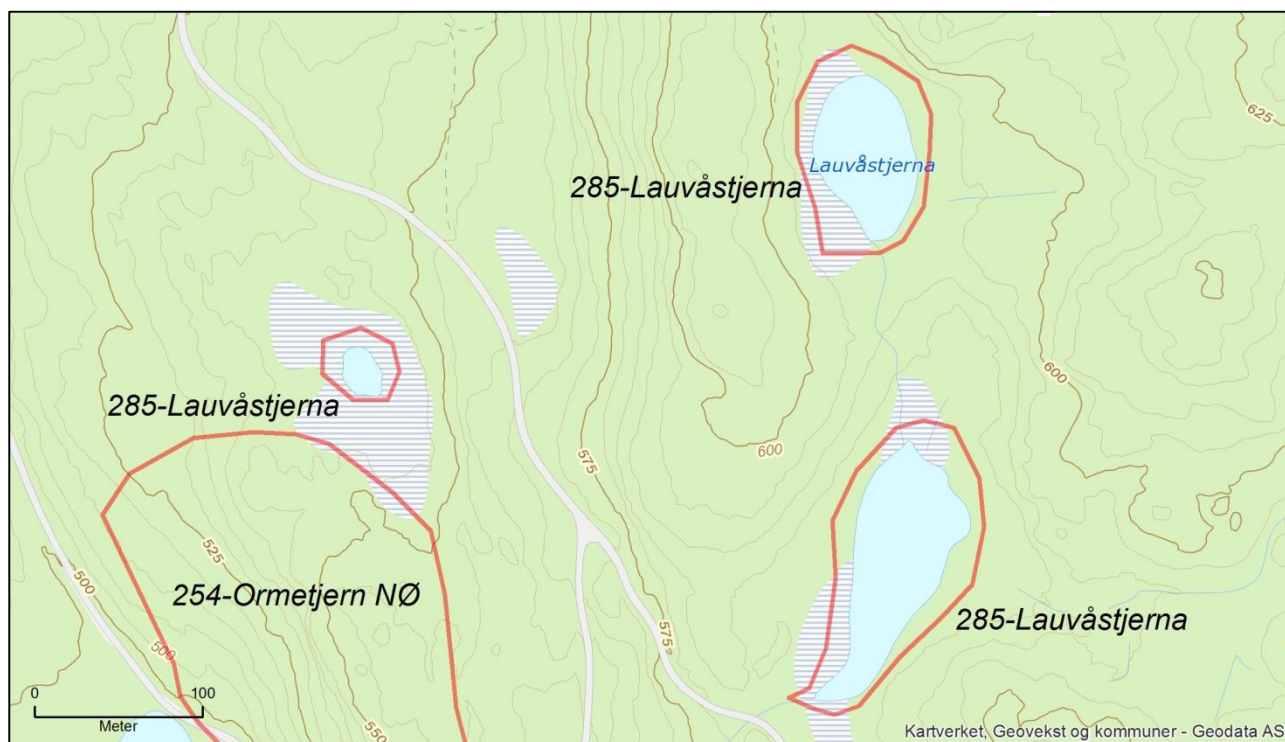 625
Lauvåstjerna
285-Lauvåstjerna
600
285-Lauvåstjerna
600
575
525
500
254-Ormetjern NØ
285-Lauvåstjerna
575
500
550
0 100
Meter
Kartverket, Geovekst og kommuner - Geodata AS